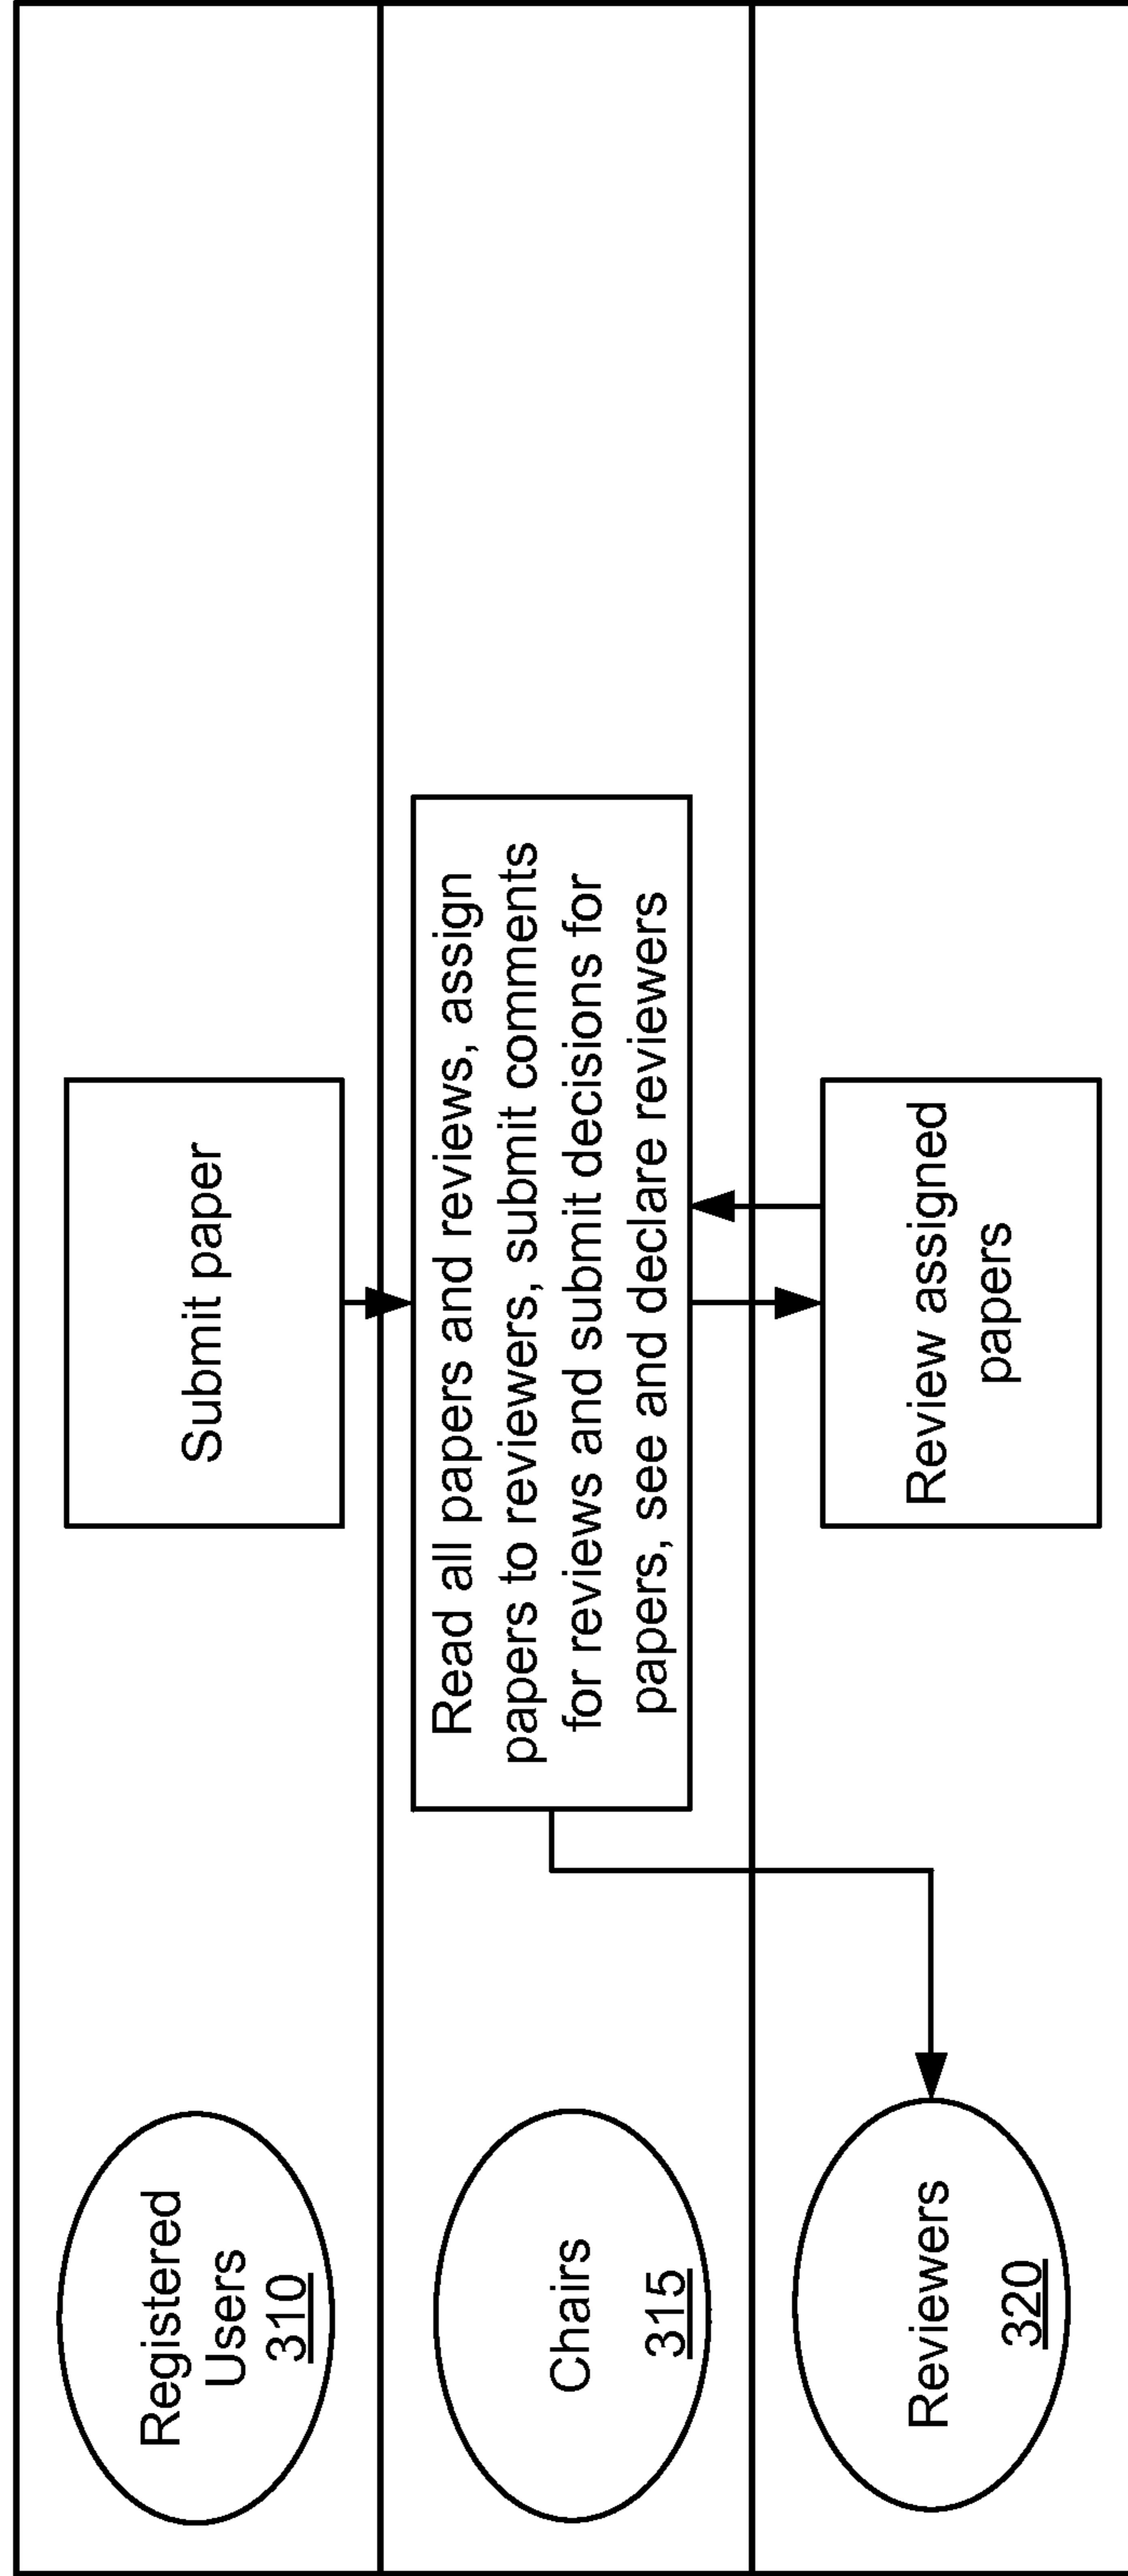 Registered
Users
310
Submit paper
Chairs
315
Read all papers and reviews, assign
papers to reviewers, submit comments
for reviews and submit decisions for
papers, see and declare reviewers
Reviewers
320
Review assigned
papers